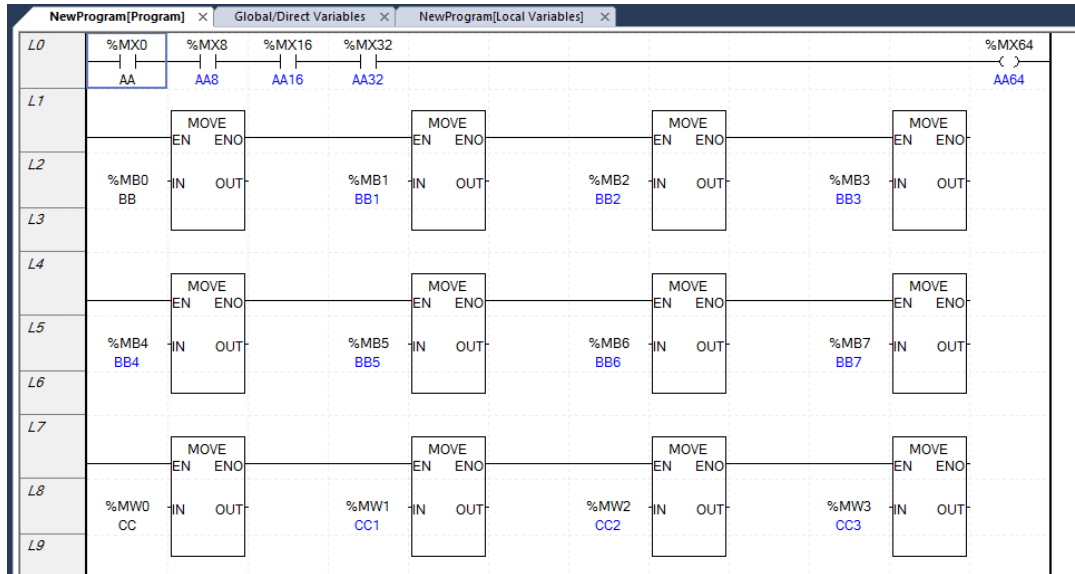 NewProgram[Program] × Global/Direct Variables × NewProgram[Local Variables] ×
L0 %MX0 %MX8 %MX16 %MX32 %MX64
AA AA8 AA16 AA32 AA64
L1
MOVE MOVE MOVE MOVE
EN ENO EN ENO EN ENO EN ENO
L2
%MB0 IN OUT %MB1 IN OUT %MB2 IN OUT %MB3 IN OUT
BB BB1 BB2 BB3
L3
L4
MOVE MOVE MOVE MOVE
EN ENO EN ENO EN ENO EN ENO
L5
%MB4 IN OUT %MB5 IN OUT %MB6 IN OUT %MB7 IN OUT
BB4 BB5 BB6 BB7
L6
L7
MOVE MOVE MOVE MOVE
EN ENO EN ENO EN ENO EN ENO
L8
%MW0 IN OUT %MW1 IN OUT %MW2 IN OUT %MW3 IN OUT
CC CC1 CC2 CC3
L9